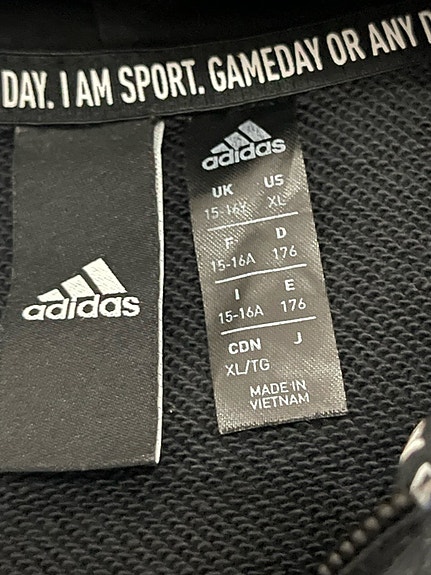 DAY. I AM SPORT. GAMEDAY OR ANY D
adidas
adidas
UK US
15-16Y XL
F D
15-16A 176
I E
15-16A 176
CDN J
XL/TG
MADE IN
VIETNAM